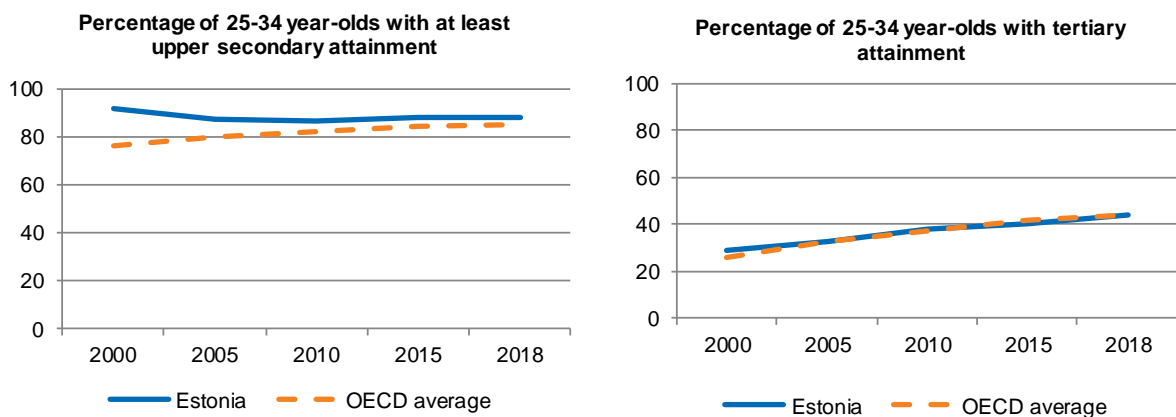 Percentage of 25-34 year-olds with at least
upper secondary attainment
100
80
60
40
20
0
2000 2005 2010 2015 2018
Estonia OECD average
Percentage of 25-34 year-olds with tertiary
attainment
100
80
60
40
20
0
2000 2005 2010 2015 2018
Estonia OECD average